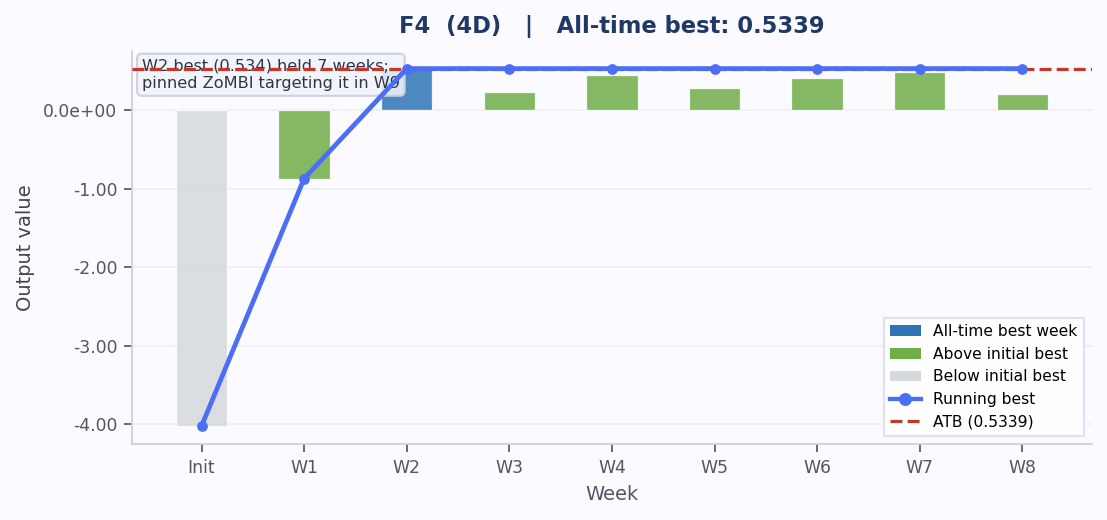 F4 (4D) | All-time best: 0.5339
W2 best (0.534) held 7 weeks;
pinned ZoMBI targeting it in W9
0.0e+00
-1.00
-2.00
-3.00
-4.00
Output value
Init W1 W2 W3 W4 W5 W6 W7 W8
Week
All-time best week
Above initial best
Below initial best
Running best
ATB (0.5339)